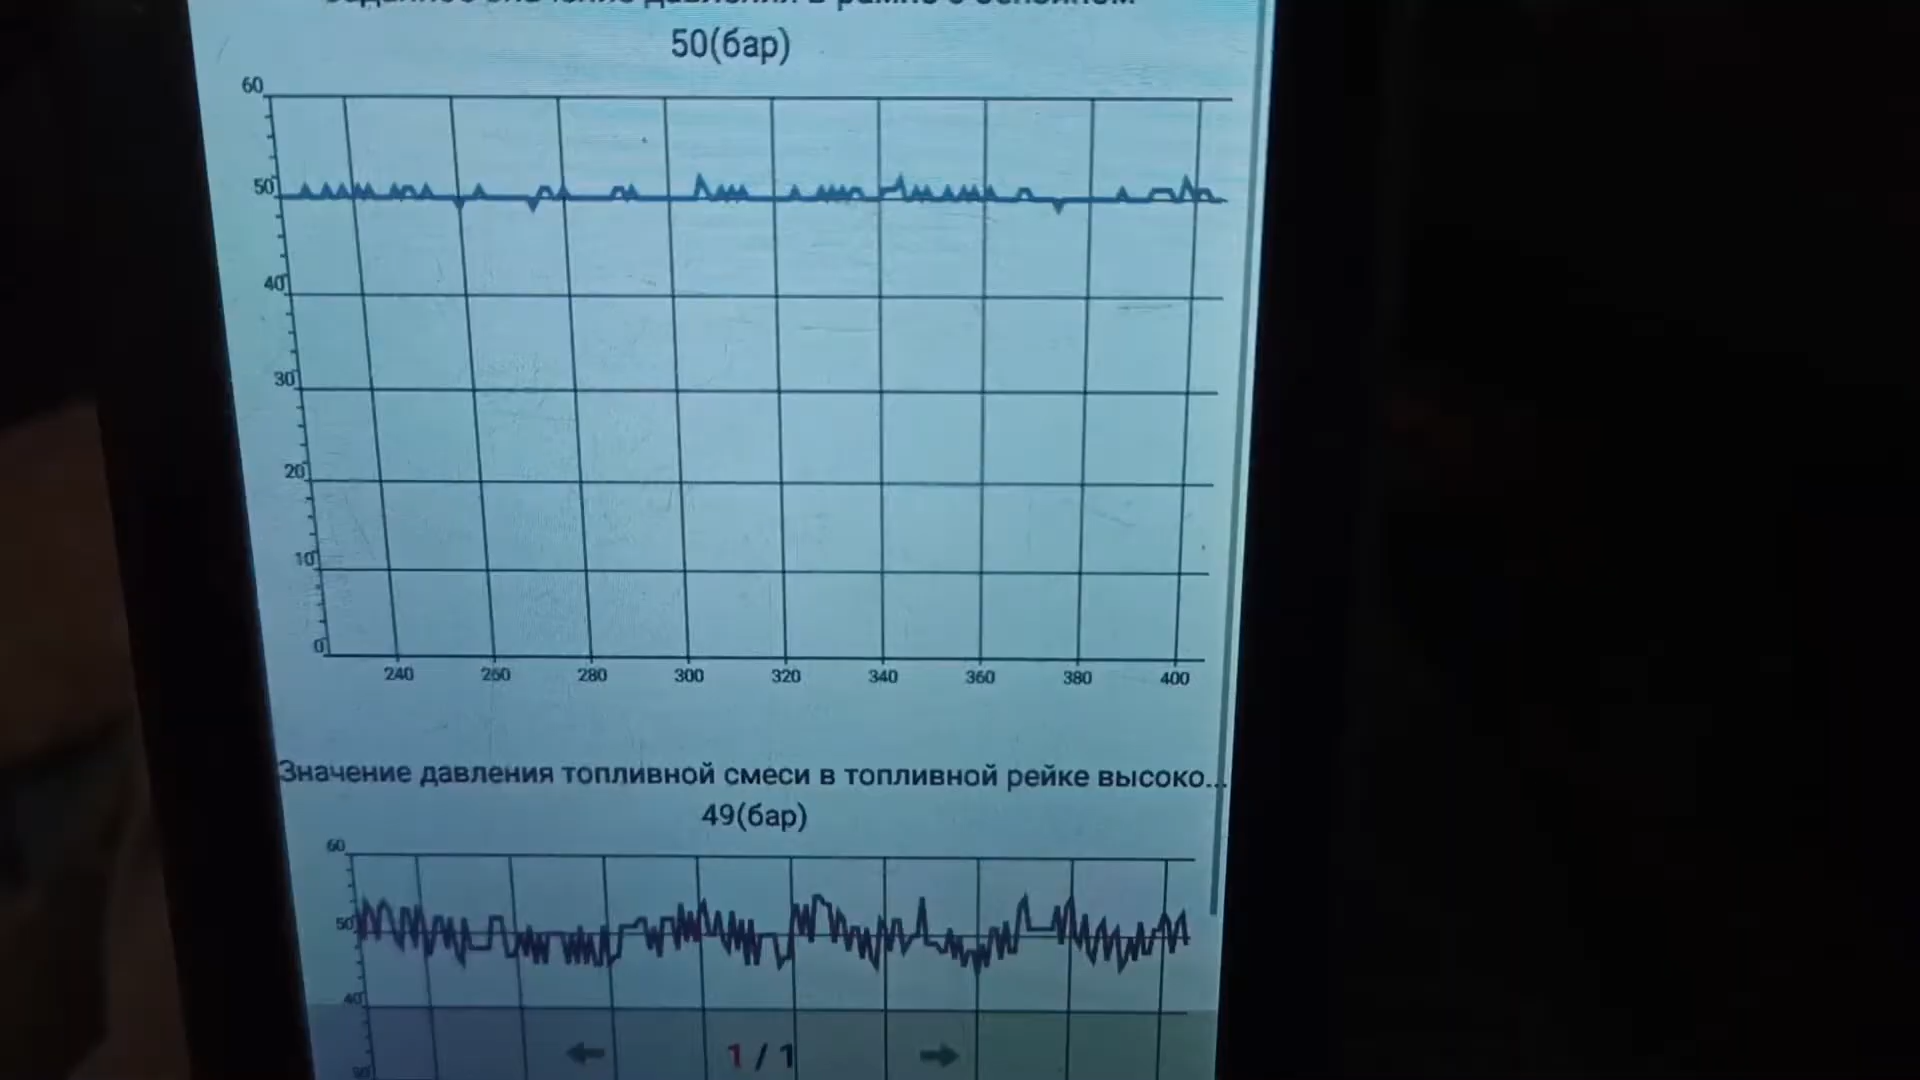 50(бар)
60
50
40
30
20
10
0
240 260 280 300 320 340 360 380 400
Значение давления топливной смеси в топливной рейке высоко...
49(бар)
60
50
40
1 / 1